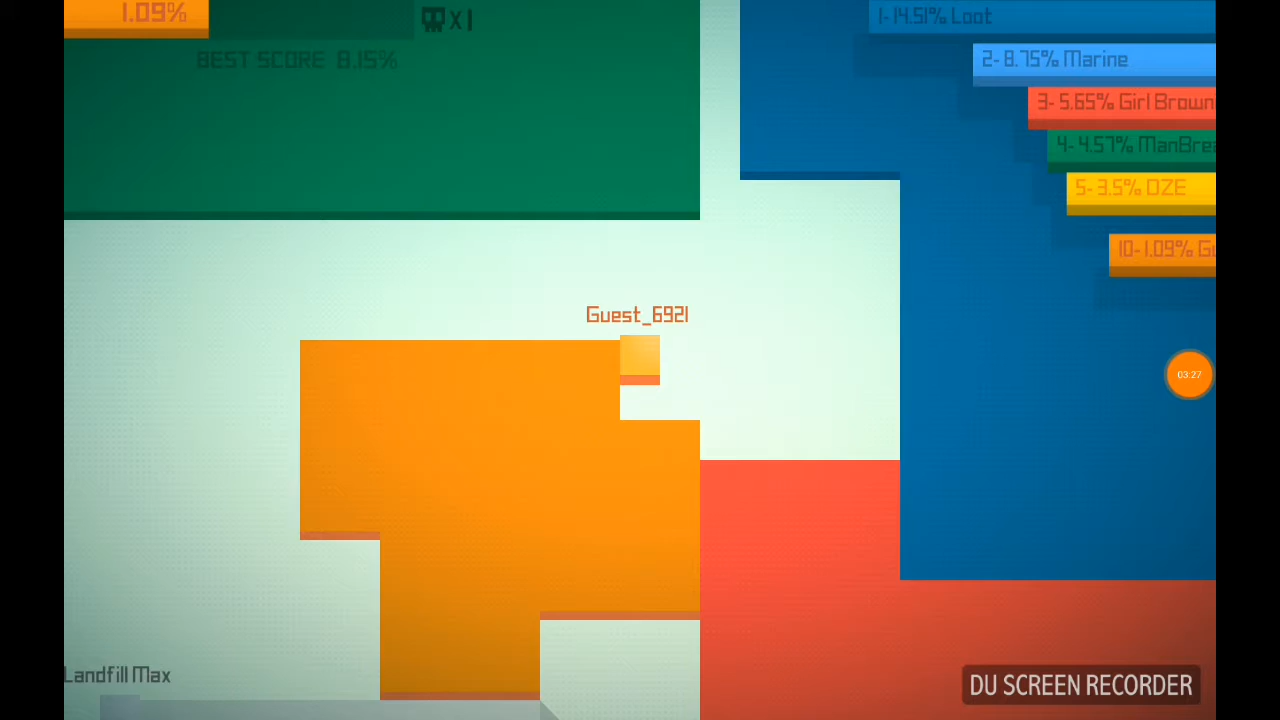 1.09%
X1
BEST SCORE 8.15%
1- 14.51% Loot
2- 8.75% Marine
3- 5.65% Girl Brown
4- 4.57% ManBrea
5- 3.5% DZE
10- 1.09% Gu
Guest_6921
03:27
Landfill Max
DU SCREEN RECORDER